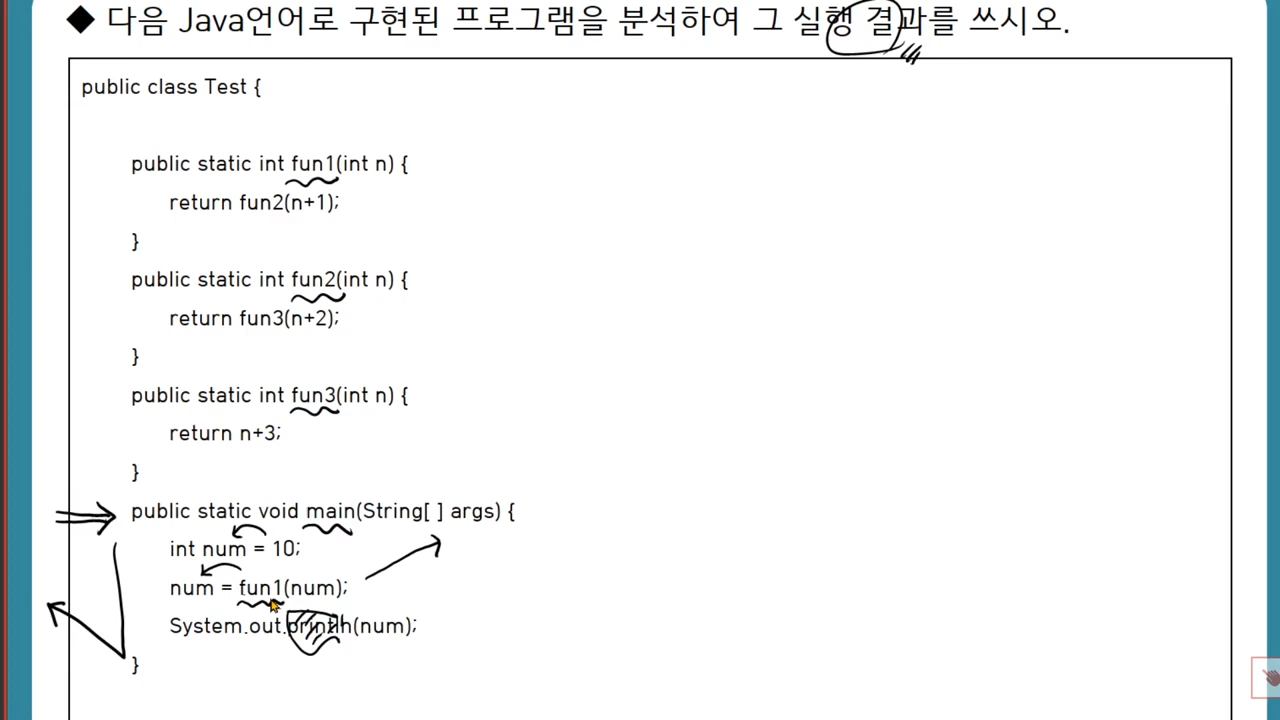 ◆ 다음 Java언어로 구현된 프로그램을 분석하여 그 실행 결과를 쓰시오.
public class Test {
public static int fun1(int n) {
return fun2(n+1);
}
public static int fun2(int n) {
return fun3(n+2);
}
public static int fun3(int n) {
return n+3;
}
public static void main(String[ ] args) {
int num = 10;
num = fun1(num);
System.out.println(num);
}